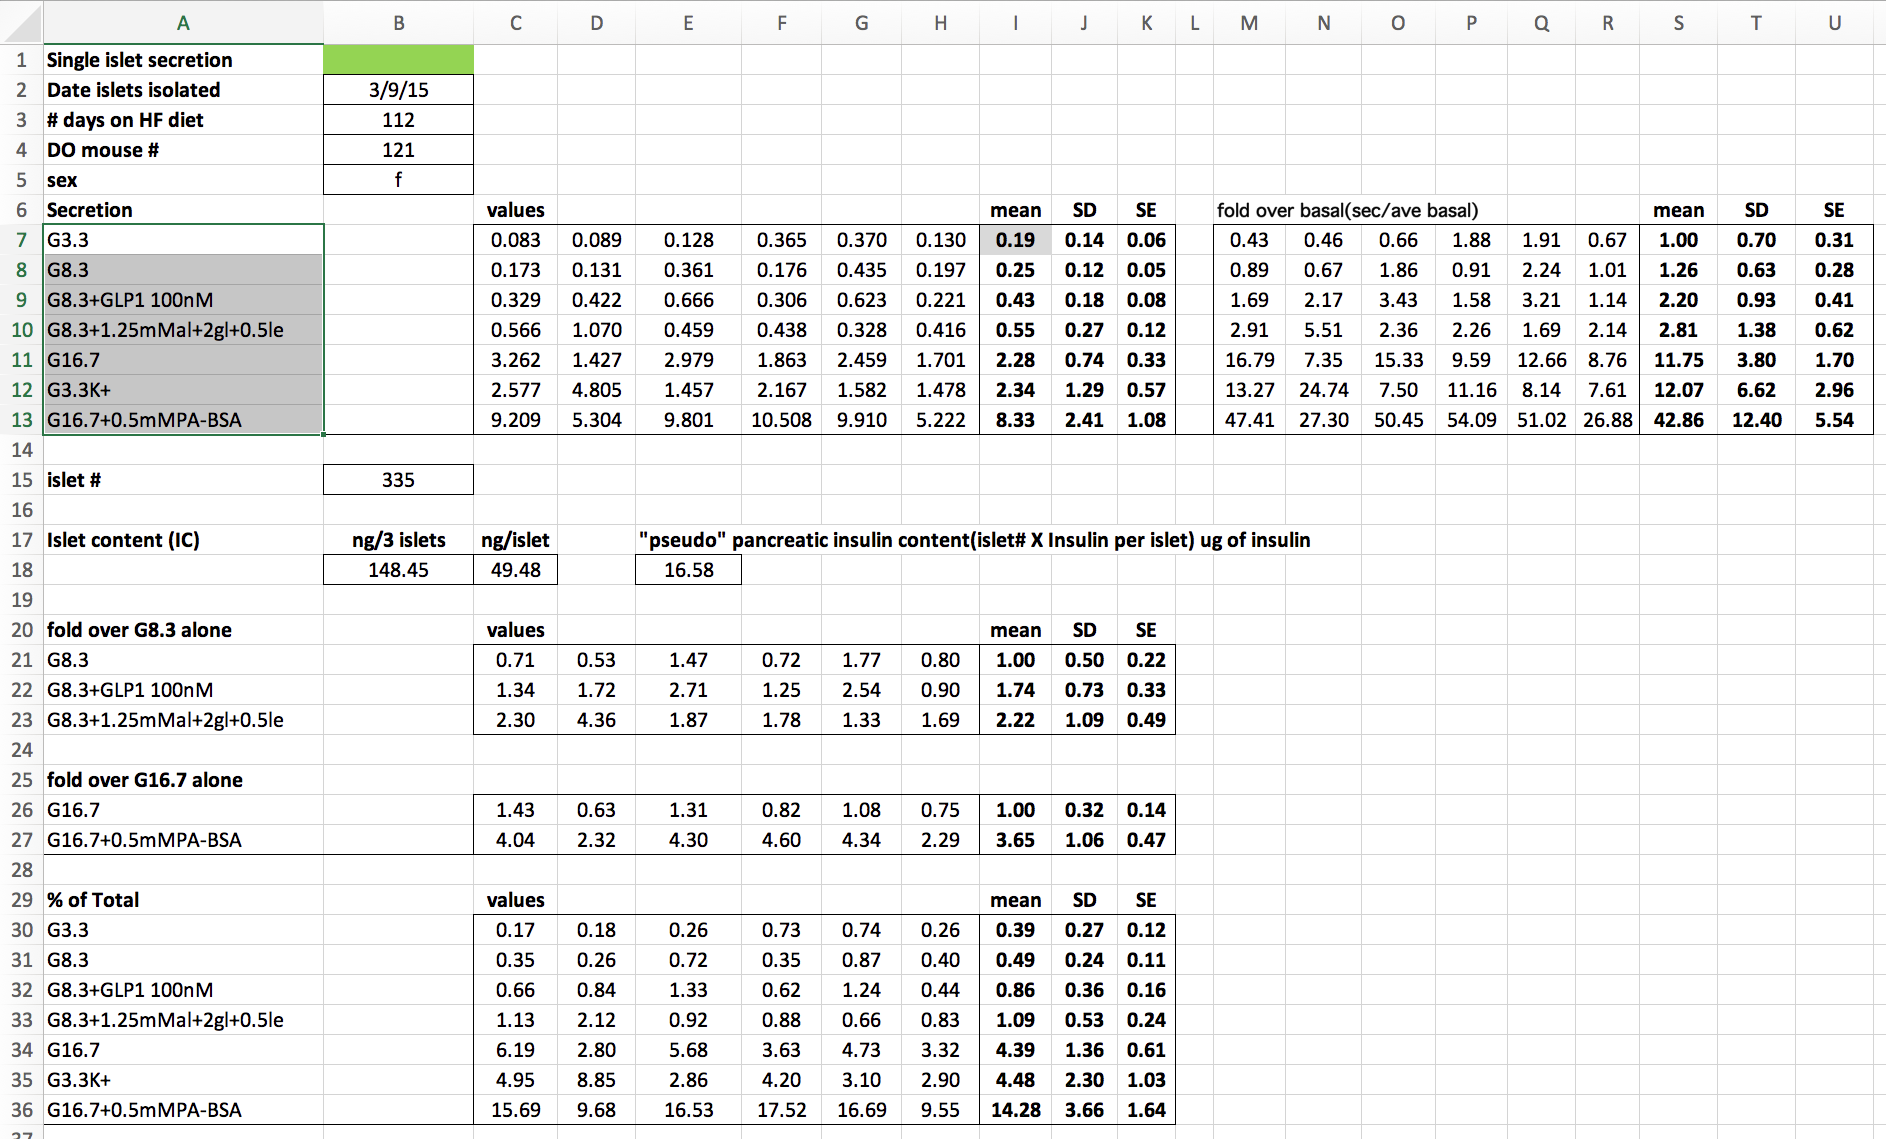 A B C D E F G H I J K L M N O P Q R S T U
1 Single islet secretion
2 Date islets isolated 3/9/15
3 # days on HF diet 112
4 DO mouse # 121
5 sex f
6 Secretion values mean SD SE fold over basal(sec/ave basal) mean SD SE
7 G3.3 0.083 0.089 0.128 0.365 0.370 0.130 0.19 0.14 0.06 0.43 0.46 0.66 1.88 1.91 0.67 1.00 0.70 0.31
8 G8.3 0.173 0.131 0.361 0.176 0.435 0.197 0.25 0.12 0.05 0.89 0.67 1.86 0.91 2.24 1.01 1.26 0.63 0.28
9 G8.3+GLP1 100nM 0.329 0.422 0.666 0.306 0.623 0.221 0.43 0.18 0.08 1.69 2.17 3.43 1.58 3.21 1.14 2.20 0.93 0.41
10 G8.3+1.25mMal+2gl+0.5le 0.566 1.070 0.459 0.438 0.328 0.416 0.55 0.27 0.12 2.91 5.51 2.36 2.26 1.69 2.14 2.81 1.38 0.62
11 G16.7 3.262 1.427 2.979 1.863 2.459 1.701 2.28 0.74 0.33 16.79 7.35 15.33 9.59 12.66 8.76 11.75 3.80 1.70
12 G3.3K+ 2.577 4.805 1.457 2.167 1.582 1.478 2.34 1.29 0.57 13.27 24.74 7.50 11.16 8.14 7.61 12.07 6.62 2.96
13 G16.7+0.5mMPA-BSA 9.209 5.304 9.801 10.508 9.910 5.222 8.33 2.41 1.08 47.41 27.30 50.45 54.09 51.02 26.88 42.86 12.40 5.54
14
15 islet # 335
16
17 Islet content (IC) ng/3 islets ng/islet "pseudo" pancreatic insulin content(islet# X Insulin per islet) ug of insulin
18 148.45 49.48 16.58
19
20 fold over G8.3 alone values mean SD SE
21 G8.3 0.71 0.53 1.47 0.72 1.77 0.80 1.00 0.50 0.22
22 G8.3+GLP1 100nM 1.34 1.72 2.71 1.25 2.54 0.90 1.74 0.73 0.33
23 G8.3+1.25mMal+2gl+0.5le 2.30 4.36 1.87 1.78 1.33 1.69 2.22 1.09 0.49
24
25 fold over G16.7 alone
26 G16.7 1.43 0.63 1.31 0.82 1.08 0.75 1.00 0.32 0.14
27 G16.7+0.5mMPA-BSA 4.04 2.32 4.30 4.60 4.34 2.29 3.65 1.06 0.47
28
29 % of Total values mean SD SE
30 G3.3 0.17 0.18 0.26 0.73 0.74 0.26 0.39 0.27 0.12
31 G8.3 0.35 0.26 0.72 0.35 0.87 0.40 0.49 0.24 0.11
32 G8.3+GLP1 100nM 0.66 0.84 1.33 0.62 1.24 0.44 0.86 0.36 0.16
33 G8.3+1.25mMal+2gl+0.5le 1.13 2.12 0.92 0.88 0.66 0.83 1.09 0.53 0.24
34 G16.7 6.19 2.80 5.68 3.63 4.73 3.32 4.39 1.36 0.61
35 G3.3K+ 4.95 8.85 2.86 4.20 3.10 2.90 4.48 2.30 1.03
36 G16.7+0.5mMPA-BSA 15.69 9.68 16.53 17.52 16.69 9.55 14.28 3.66 1.64
37